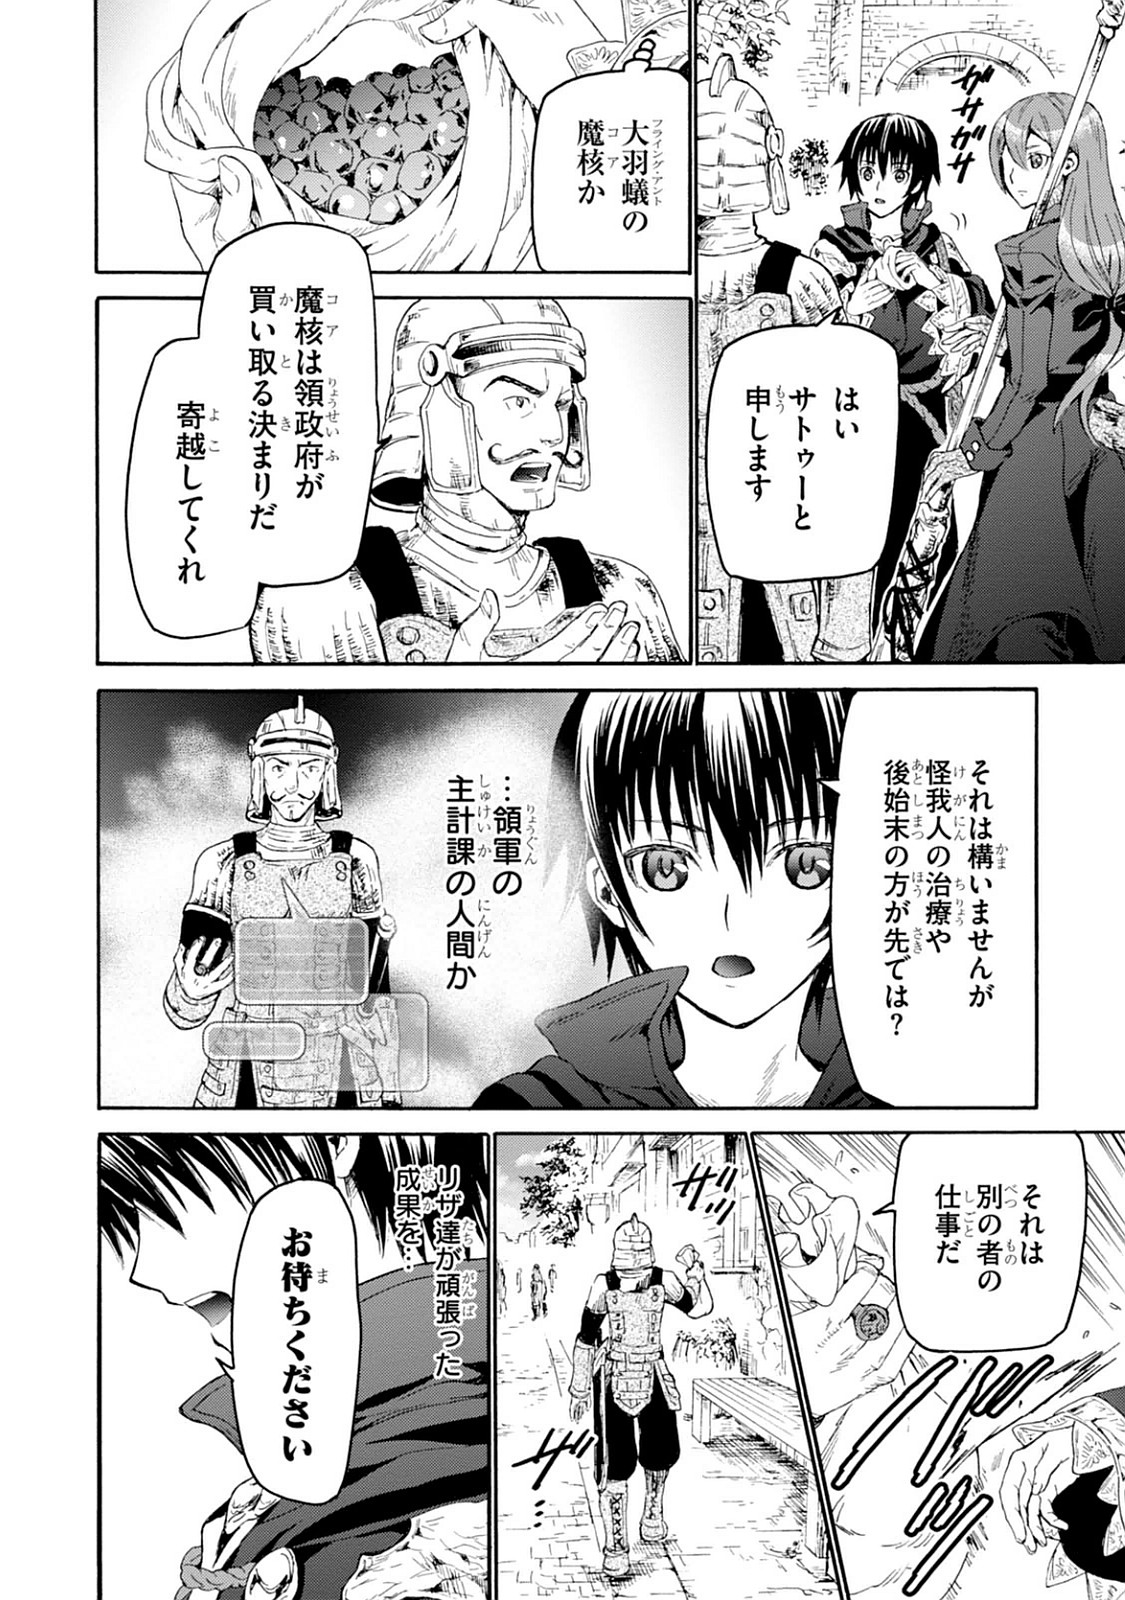 ガサガサ
はい
サトゥーと
申します
大羽蟻の
魔核か
魔核は領政府が
買い取る決まりだ
寄越してくれ
それは構いませんが
怪我人の治療や
後始末の方が先では?
…領軍の
主計課の人間か
それは
別の者の
仕事だ
リザ達が頑張った
成果を…
お待ちください